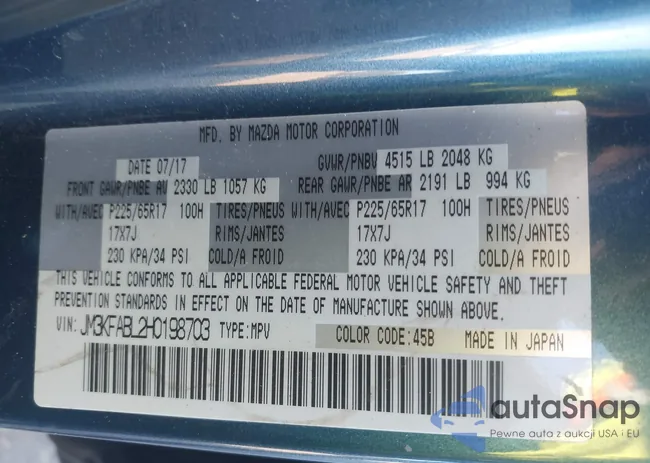 MFD. BY MAZDA MOTOR CORPORATION
DATE 07/17 GVWR/PNBV 4515 LB 2048 KG
FRONT GAWR/PNBE AV 2330 LB 1057 KG REAR GAWR/PNBE AR 2191 LB 994 KG
WITH/AVEC P225/65R17 100H TIRES/PNEUS WITH/AVEC P225/65R17 100H TIRES/PNEUS
17X7J RIMS/JANTES 17X7J RIMS/JANTES
230 KPA/34 PSI COLD/A FROID 230 KPA/34 PSI COLD/A FROID
THIS VEHICLE CONFORMS TO ALL APPLICABLE FEDERAL MOTOR VEHICLE SAFETY AND THEFT
PREVENTION STANDARDS IN EFFECT ON THE DATE OF MANUFACTURE SHOWN ABOVE.
VIN: JM3KFABL2H0198703 TYPE:MPV COLOR CODE:45B MADE IN JAPAN
autaSnap
Pewne auta z aukcji USA i EU